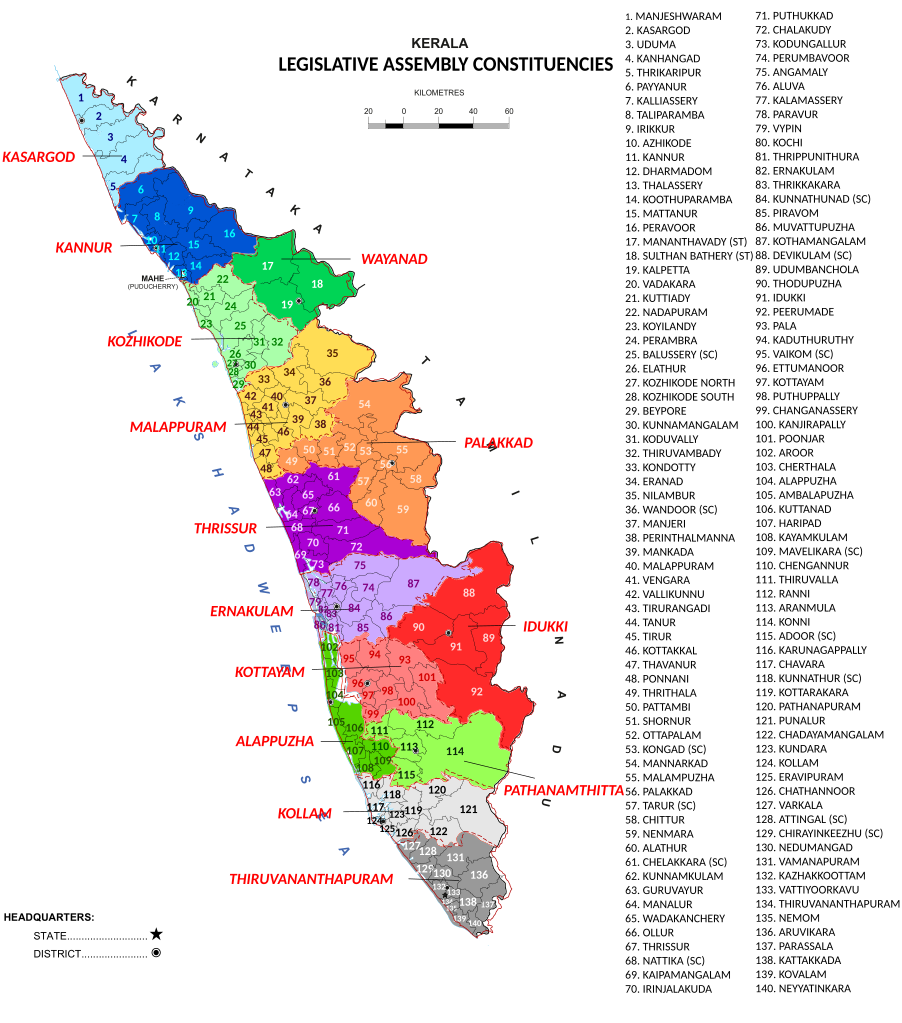 KERALA
LEGISLATIVE ASSEMBLY CONSTITUENCIES
KILOMETRES
20 0 20 40 60
KARNATAKA
TAMIL NADU
LAKSHADWEEP SEA
KASARGOD
KANNUR
WAYANAD
MAHE
(PUDUCHERRY)
KOZHIKODE
MALAPPURAM
PALAKKAD
THRISSUR
ERNAKULAM
IDUKKI
KOTTAYAM
ALAPPUZHA
PATHANAMTHITTA
KOLLAM
THIRUVANANTHAPURAM
HEADQUARTERS:
STATE
DISTRICT
1. MANJESHWARAM
2. KASARGOD
3. UDUMA
4. KANHANGAD
5. THRIKARIPUR
6. PAYYANUR
7. KALLIASSERY
8. TALIPARAMBA
9. IRIKKUR
10. AZHIKODE
11. KANNUR
12. DHARMADOM
13. THALASSERY
14. KOOTHUPARAMBA
15. MATTANUR
16. PERAVOOR
17. MANANTHAVADY (ST)
18. SULTHAN BATHERY (ST)
19. KALPETTA
20. VADAKARA
21. KUTTIADY
22. NADAPURAM
23. KOYILANDY
24. PERAMBRA
25. BALUSSERY (SC)
26. ELATHUR
27. KOZHIKODE NORTH
28. KOZHIKODE SOUTH
29. BEYPORE
30. KUNNAMANGALAM
31. KODUVALLY
32. THIRUVAMBADY
33. KONDOTTY
34. ERANAD
35. NILAMBUR
36. WANDOOR (SC)
37. MANJERI
38. PERINTHALMANNA
39. MANKADA
40. MALAPPURAM
41. VENGARA
42. VALLIKUNNU
43. TIRURANGADI
44. TANUR
45. TIRUR
46. KOTTAKKAL
47. THAVANUR
48. PONNANI
49. THRITHALA
50. PATTAMBI
51. SHORNUR
52. OTTAPALAM
53. KONGAD (SC)
54. MANNARKAD
55. MALAMPUZHA
56. PALAKKAD
57. TARUR (SC)
58. CHITTUR
59. NENMARA
60. ALATHUR
61. CHELAKKARA (SC)
62. KUNNAMKULAM
63. GURUVAYUR
64. MANALUR
65. WADAKANCHERY
66. OLLUR
67. THRISSUR
68. NATTIKA (SC)
69. KAIPAMANGALAM
70. IRINJALAKUDA
71. PUTHUKKAD
72. CHALAKUDY
73. KODUNGALLUR
74. PERUMBAVOOR
75. ANGAMALY
76. ALUVA
77. KALAMASSERY
78. PARAVUR
79. VYPIN
80. KOCHI
81. THRIPPUNITHURA
82. ERNAKULAM
83. THRIKKAKARA
84. KUNNATHUNAD (SC)
85. PIRAVOM
86. MUVATTUPUZHA
87. KOTHAMANGALAM
88. DEVIKULAM (SC)
89. UDUMBANCHOLA
90. THODUPUZHA
91. IDUKKI
92. PEERUMADE
93. PALA
94. KADUTHURUTHY
95. VAIKOM (SC)
96. ETTUMANOOR
97. KOTTAYAM
98. PUTHUPPALLY
99. CHANGANASSERY
100. KANJIRAPALLY
101. POONJAR
102. AROOR
103. CHERTHALA
104. ALAPPUZHA
105. AMBALAPUZHA
106. KUTTANAD
107. HARIPAD
108. KAYAMKULAM
109. MAVELIKARA (SC)
110. CHENGANNUR
111. THIRUVALLA
112. RANNI
113. ARANMULA
114. KONNI
115. ADOOR (SC)
116. KARUNAGAPPALLY
117. CHAVARA
118. KUNNATHUR (SC)
119. KOTTARAKARA
120. PATHANAPURAM
121. PUNALUR
122. CHADAYAMANGALAM
123. KUNDARA
124. KOLLAM
125. ERAVIPURAM
126. CHATHANNOOR
127. VARKALA
128. ATTINGAL (SC)
129. CHIRAYINKEEZHU (SC)
130. NEDUMANGAD
131. VAMANAPURAM
132. KAZHAKKOOTTAM
133. VATTIYOORKAVU
134. THIRUVANANTHAPURAM
135. NEMOM
136. ARUVIKARA
137. PARASSALA
138. KATTAKKADA
139. KOVALAM
140. NEYYATINKARA